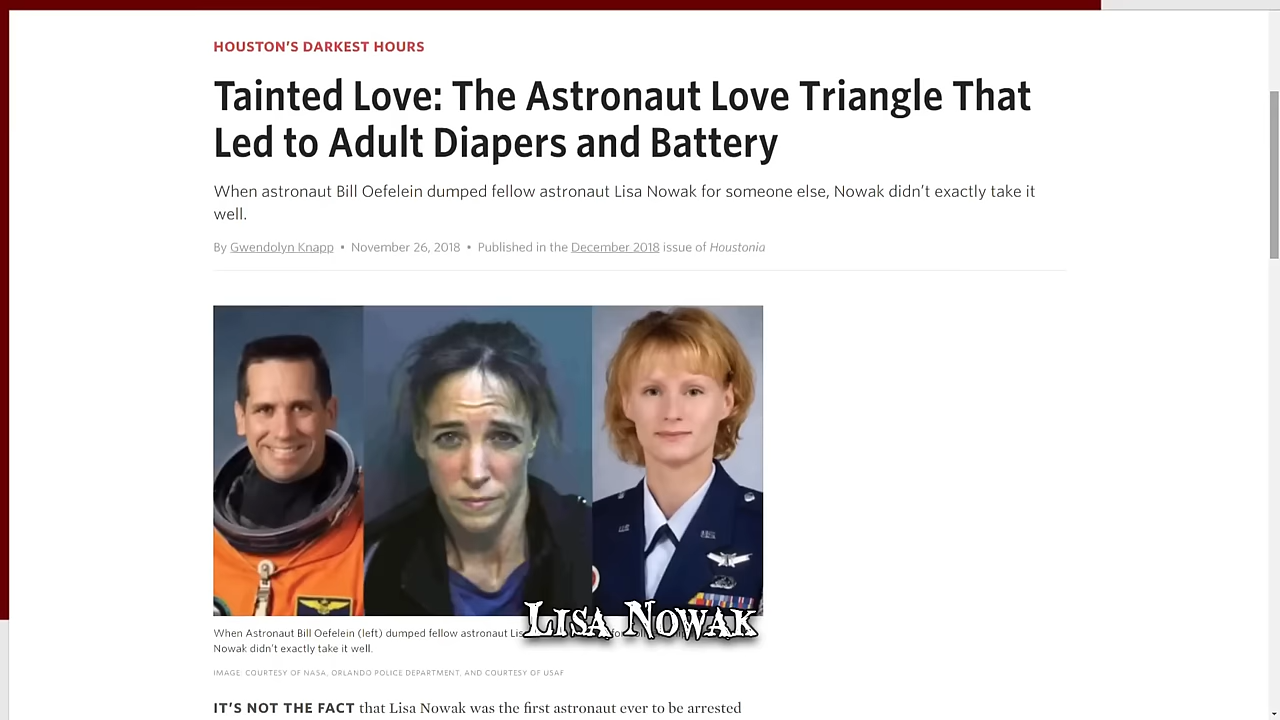 HOUSTON'S DARKEST HOURS
Tainted Love: The Astronaut Love Triangle That
Led to Adult Diapers and Battery
When astronaut Bill Oefelein dumped fellow astronaut Lisa Nowak for someone else, Nowak didn't exactly take it
well.
By Gwendolyn Knapp • November 26, 2018 • Published in the December 2018 issue of Houstonia
LISA NOWAK
When Astronaut Bill Oefelein (left) dumped fellow astronaut
Nowak didn't exactly take it well.
IMAGE: COURTESY OF NASA, ORLANDO POLICE DEPARTMENT, AND COURTESY OF USAF
IT'S NOT THE FACT that Lisa Nowak was the first astronaut ever to be arrested